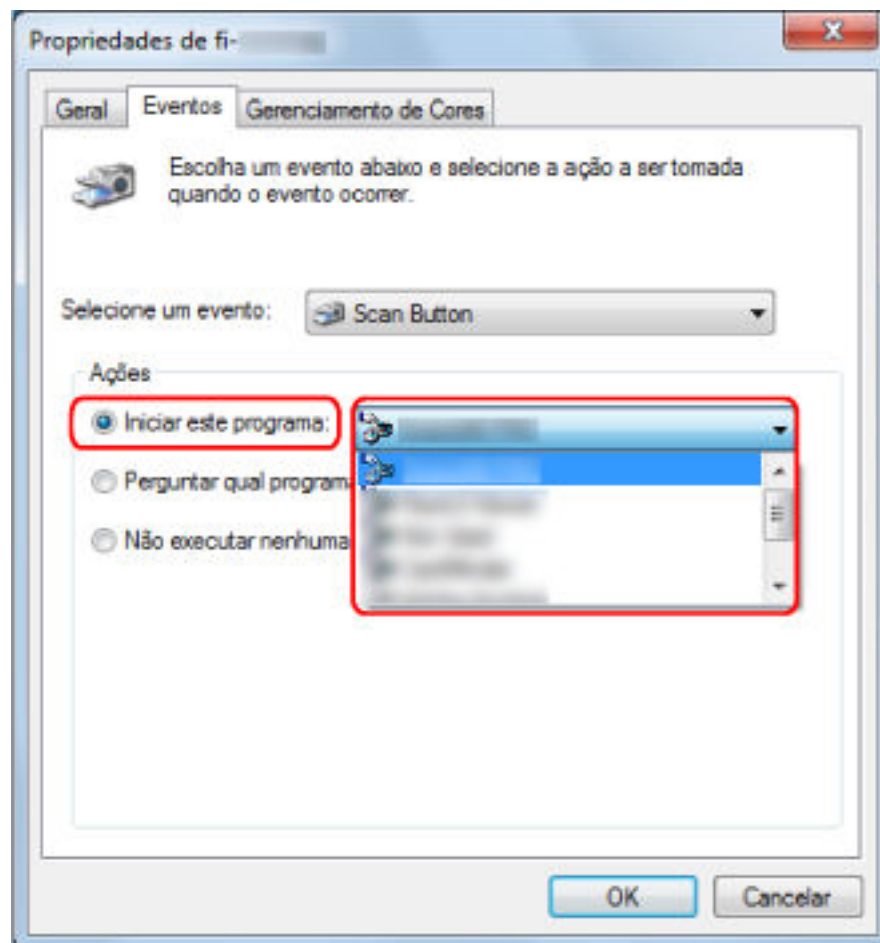 Propriedades de fi-
Geral Eventos Gerenciamento de Cores
Escolha um evento abaixo e selecione a ação a ser tomada
quando o evento ocorrer.
Selecione um evento: Scan Button
Ações
Iniciar este programa:
Perguntar qual
Não executar nenhuma
OK Cancelar